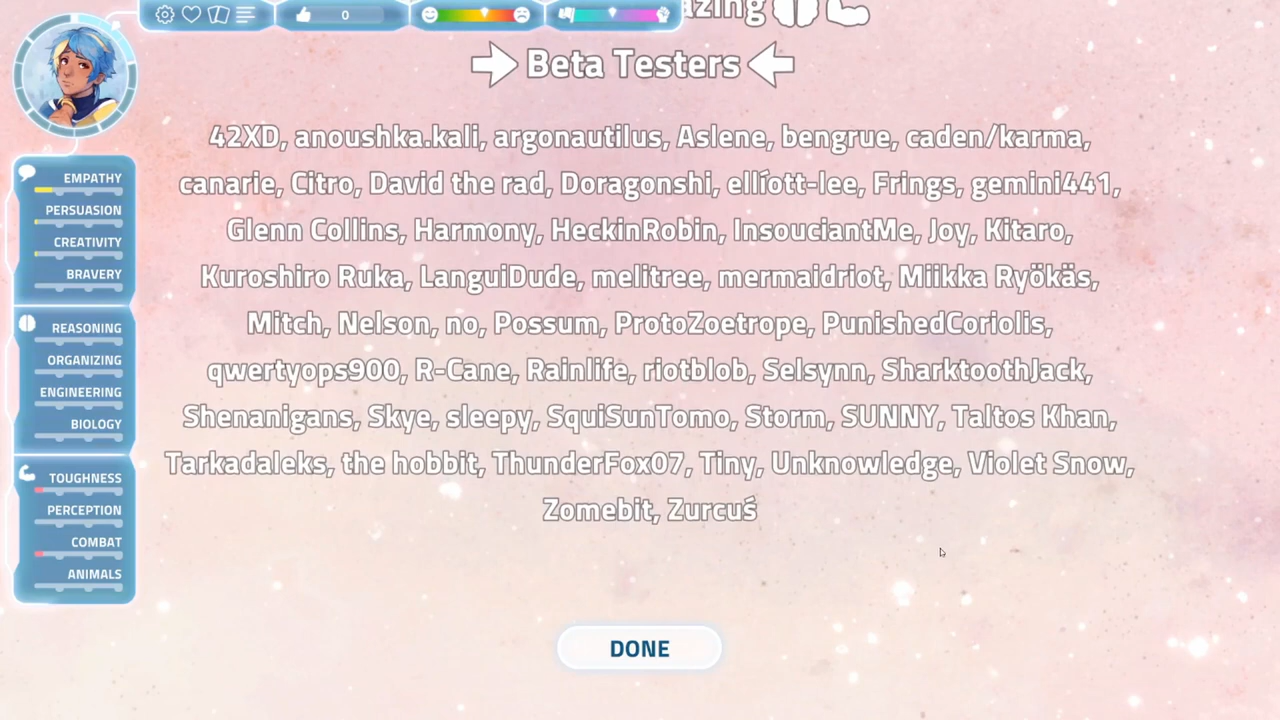 azing
0
Beta Testers
42XD, anoushka.kali, argonautilus, Aslene, bengrue, caden/karma,
canarie, Citro, David the rad, Doragonshi, ellíott-lee, Frings, gemini441,
Glenn Collins, Harmony, HeckinRobin, InsouciantMe, Joy, Kitaro,
Kuroshiro Ruka, LanguiDude, melitree, mermaidriot, Miikka Ryökäs,
Mitch, Nelson, no, Possum, ProtoZoetrope, PunishedCoriolis,
qwertyops900, R-Cane, Rainlife, riotblob, Selsynn, SharktoothJack,
Shenanigans, Skye, sleepy, SquiSunTomo, Storm, SUNNY, Taltos Khan,
Tarkadaleks, the hobbit, ThunderFox07, Tiny, Unknowledge, Violet Snow,
Zomebit, Zurcuś
EMPATHY
PERSUASION
CREATIVITY
BRAVERY
REASONING
ORGANIZING
ENGINEERING
BIOLOGY
TOUGHNESS
PERCEPTION
COMBAT
ANIMALS
DONE